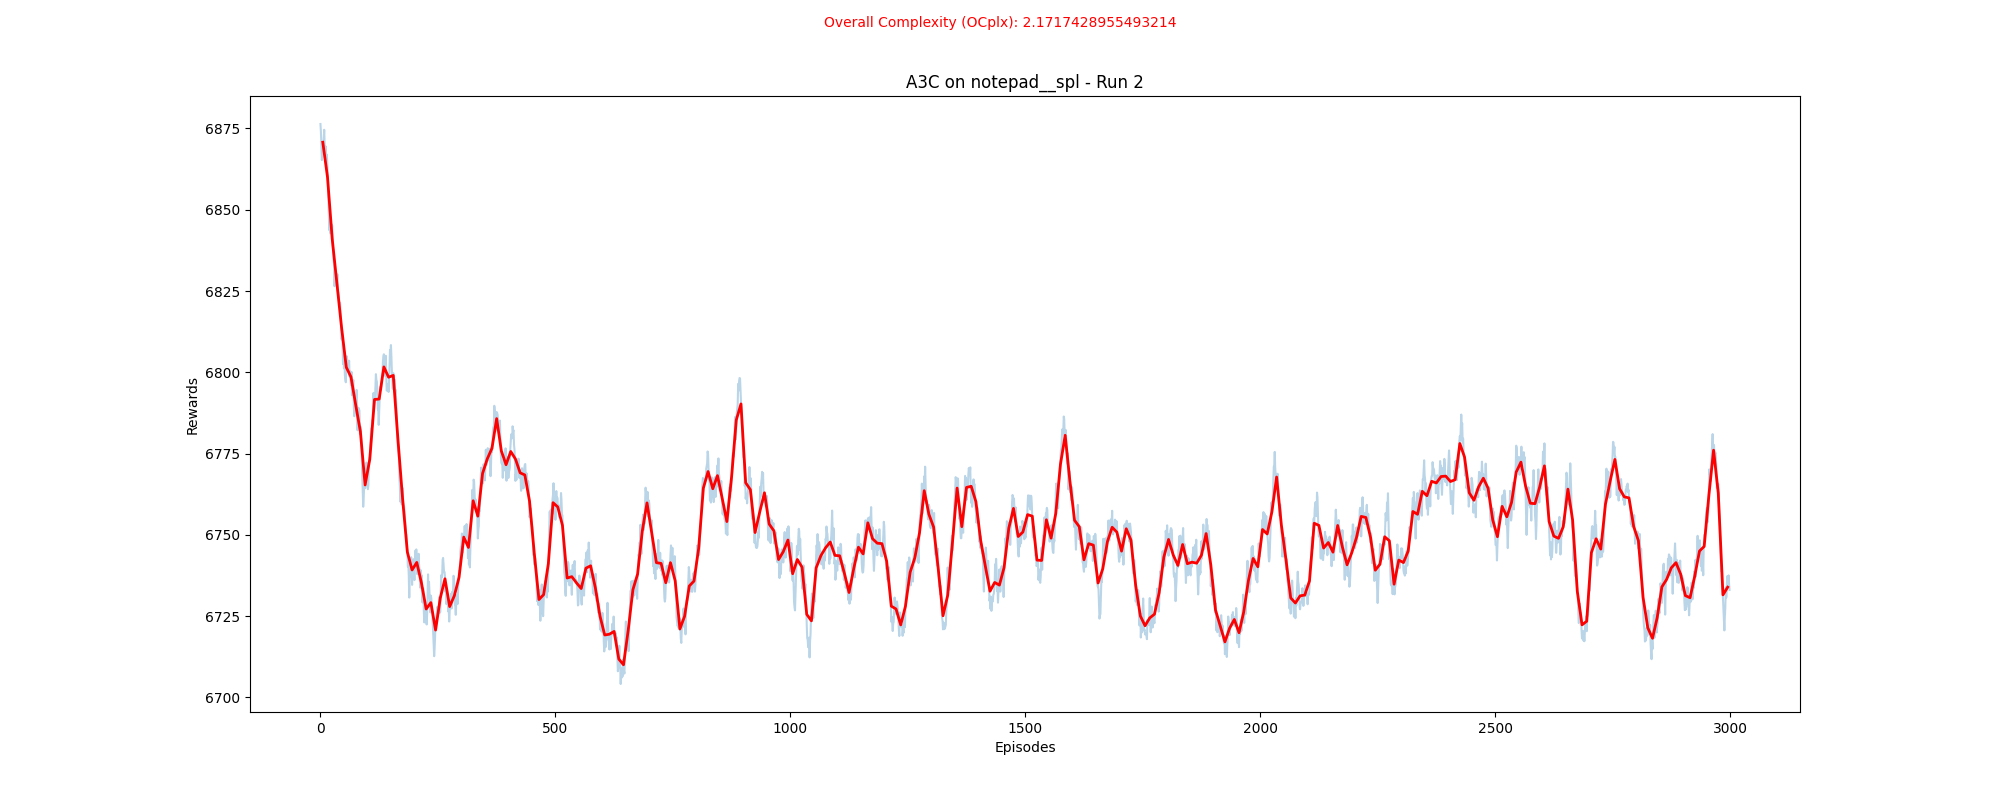 Overall Complexity (OCplx): 2.1717428955493214
A3C on notepad__spl - Run 2
6875
6850
6825
6800
6775
6750
6725
6700
Rewards
0 500 1000 1500 2000 2500 3000
Episodes